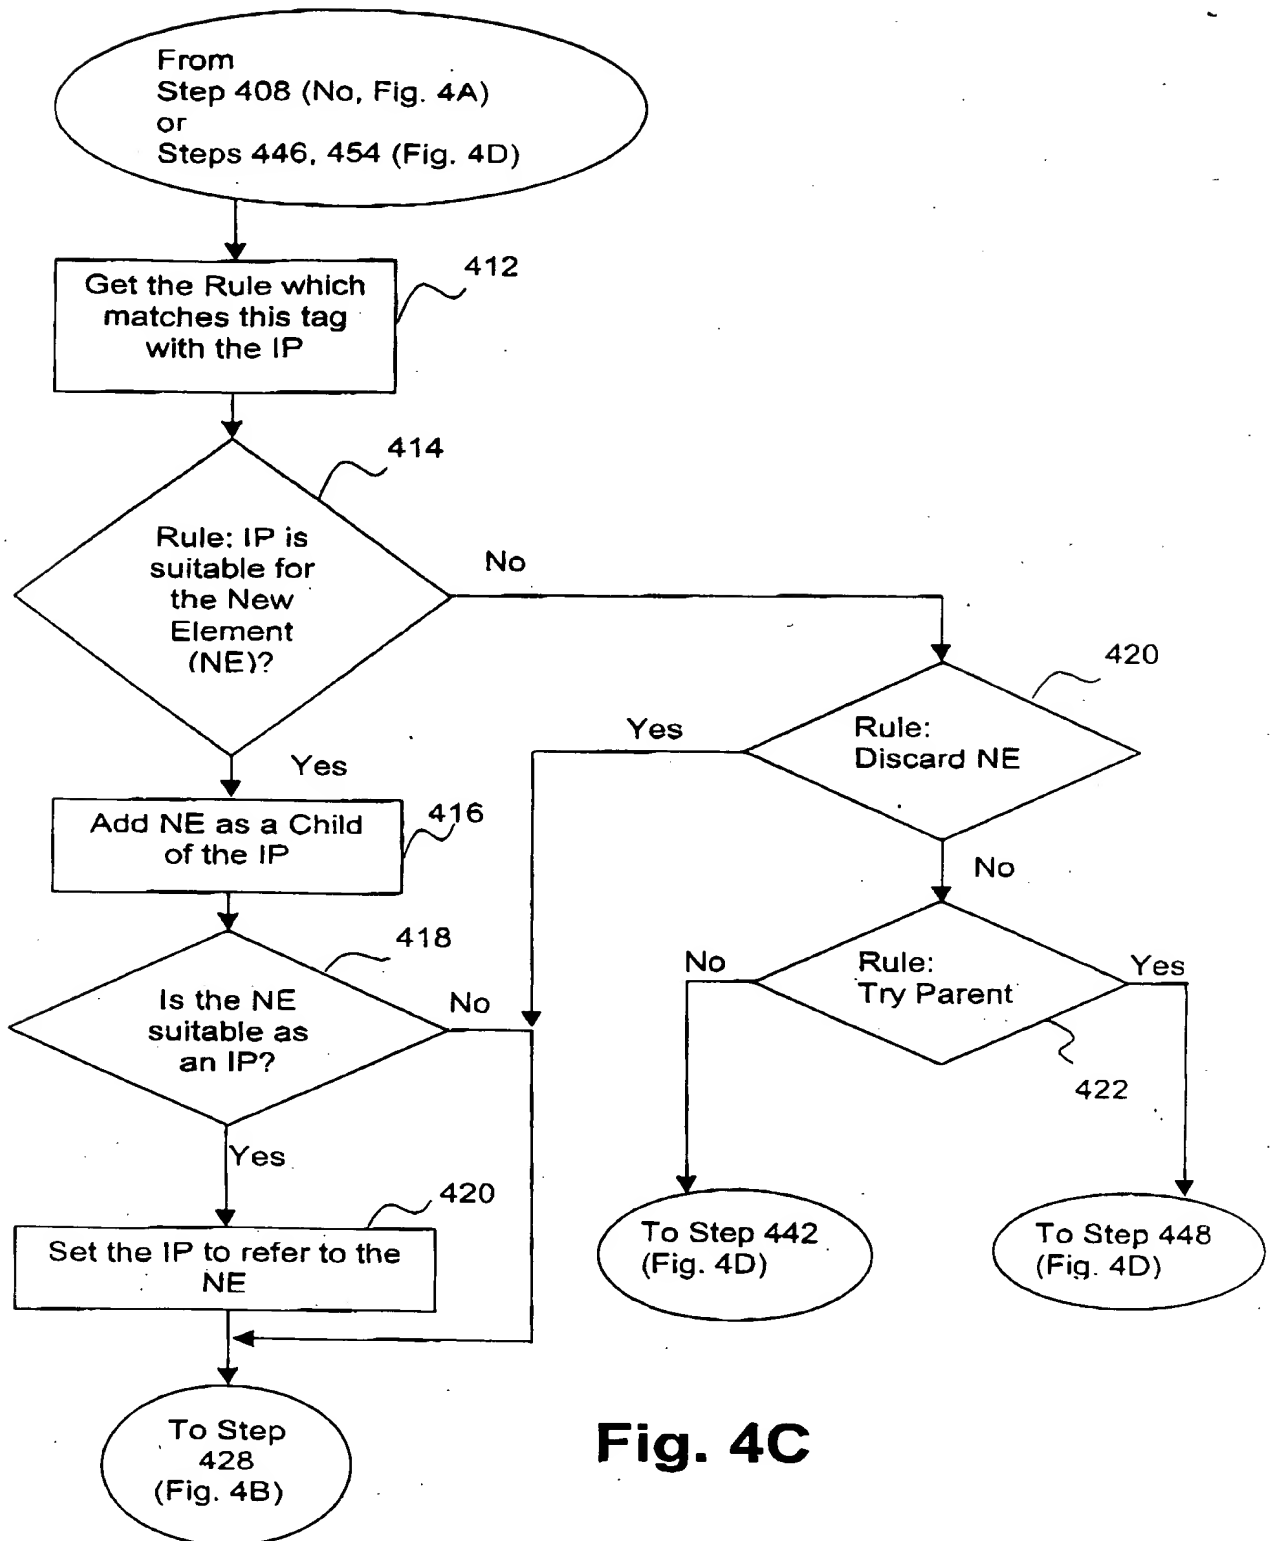 From
Step 408 (No, Fig. 4A)
or
Steps 446, 454 (Fig. 4D)
412
Get the Rule which
matches this tag
with the IP
414
Rule: IP is
suitable for
the New
Element
(NE)?
No
Yes
420
Rule:
Discard NE
Yes
No
416
Add NE as a Child
of the IP
418
Is the NE
suitable as
an IP?
No
Yes
Rule:
Try Parent
No
Yes
422
420
Set the IP to refer to the
NE
To Step 442
(Fig. 4D)
To Step 448
(Fig. 4D)
To Step
428
(Fig. 4B)
Fig. 4C